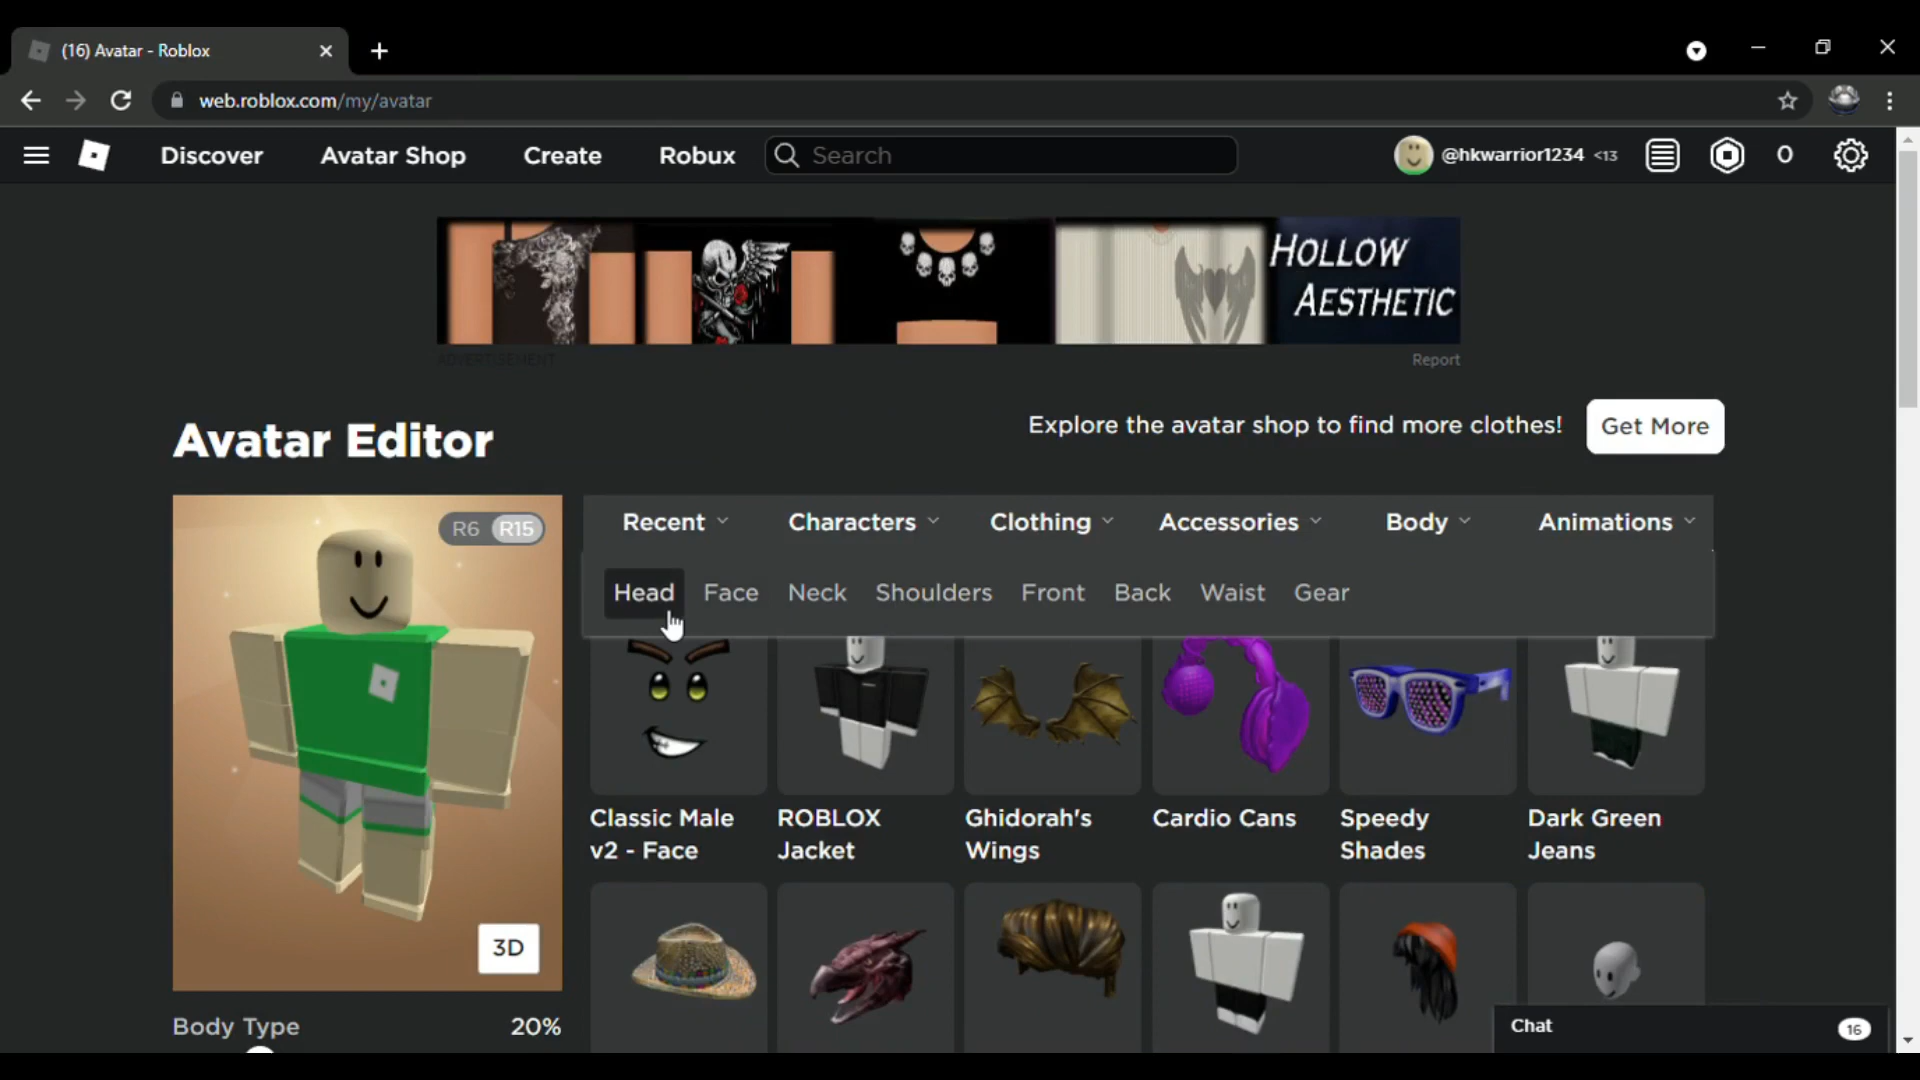 (16) Avatar - Roblox
web.roblox.com/my/avatar
Discover Avatar Shop Create Robux Search @hkwarrior1234 <13 0
HOLLOW
AESTHETIC
ADVERTISEMENT Report
Avatar Editor
Explore the avatar shop to find more clothes! Get More
R6 R15
Recent Characters Clothing Accessories Body Animations
Head Face Neck Shoulders Front Back Waist Gear
Classic Male
v2 - Face
ROBLOX
Jacket
Ghidorah's
Wings
Cardio Cans
Speedy
Shades
Dark Green
Jeans
3D
Body Type 20%
Chat 16